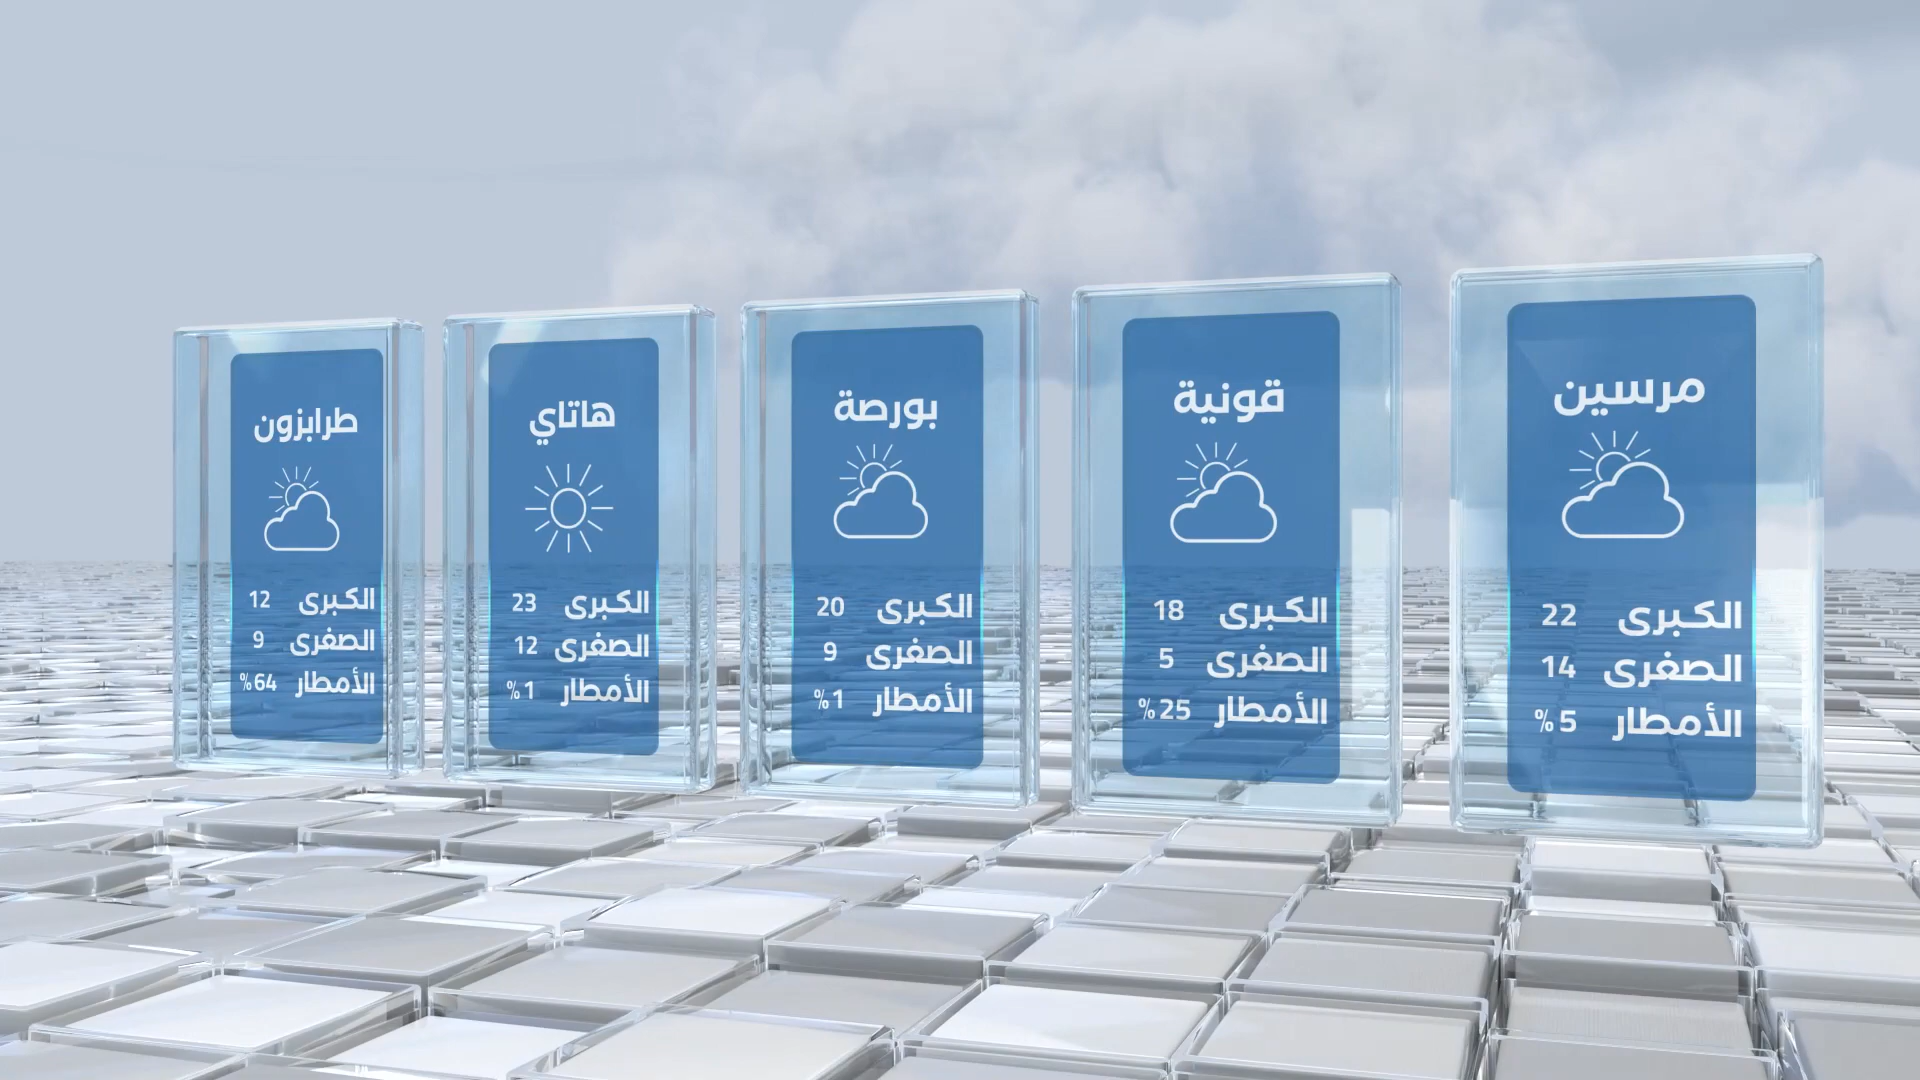 مرسين
الكبرى 22
الصغرى 14
الأمطار 5%
قونية
الكبرى 18
الصغرى 5
الأمطار 25%
بورصة
الكبرى 20
الصغرى 9
الأمطار 1%
هاتاي
الكبرى 23
الصغرى 12
الأمطار 1%
طرابزون
الكبرى 12
الصغرى 9
الأمطار 64%